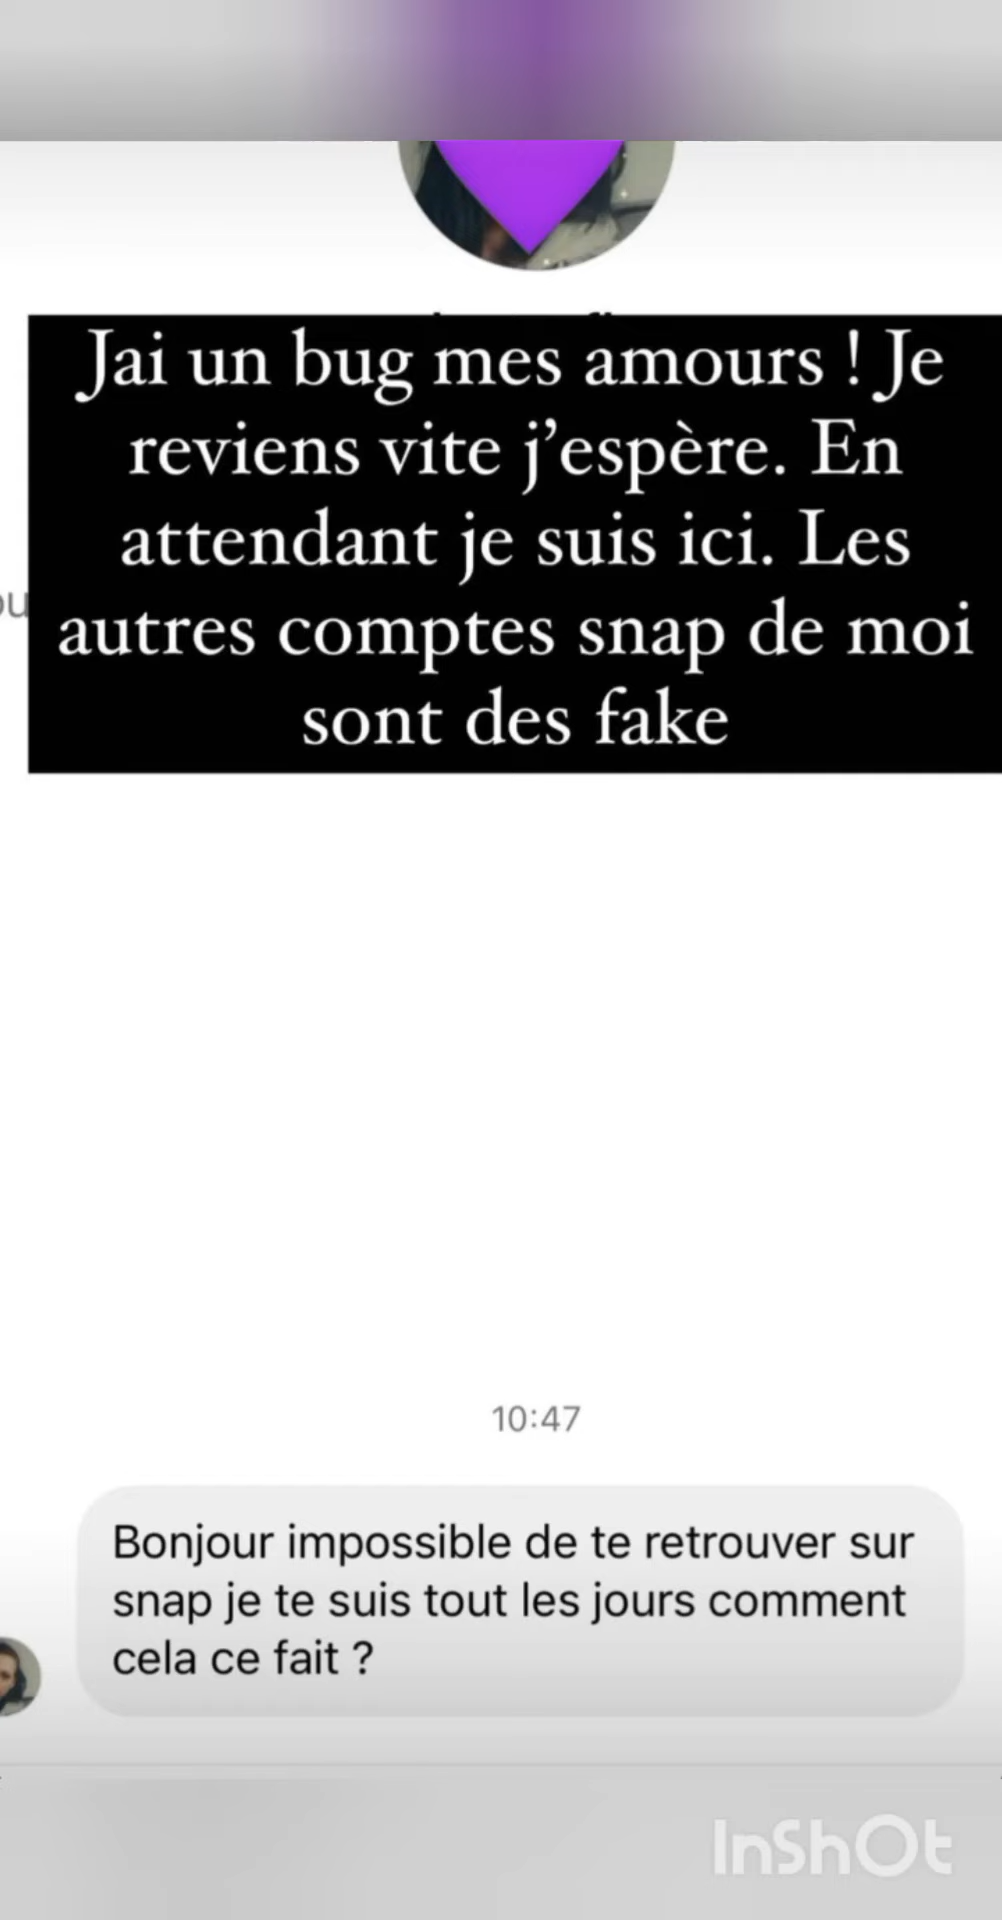 Jai un bug mes amours ! Je
reviens vite j'espère. En
attendant je suis ici. Les
autres comptes snap de moi
sont des fake
10:47
Bonjour impossible de te retrouver sur
snap je te suis tout les jours comment
cela ce fait ?
InShOt